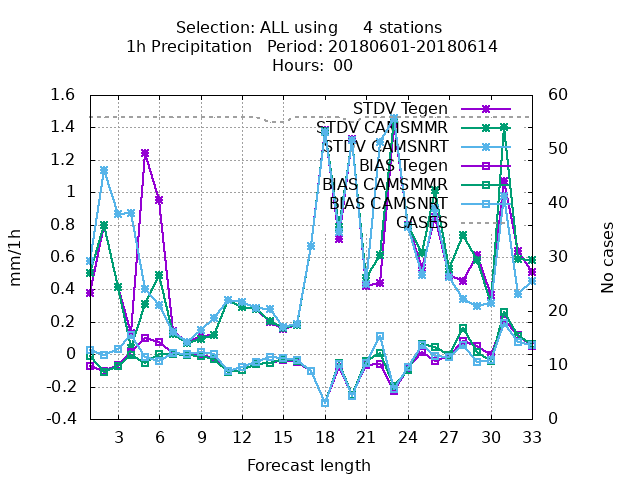 Selection: ALL using 4 stations
1h Precipitation Period: 20180601-20180614
Hours: 00
1.6
1.4
1.2
1
0.8
0.6
0.4
0.2
0
-0.2
-0.4
mm/1h
60
50
40
30
20
10
0
No cases
STDV Tegen
STDV CAMSMMR
STDV CAMSNRT
BIAS Tegen
BIAS CAMSMMR
BIAS CAMSNRT
CASES
3 6 9 12 15 18 21 24 27 30 33
Forecast length